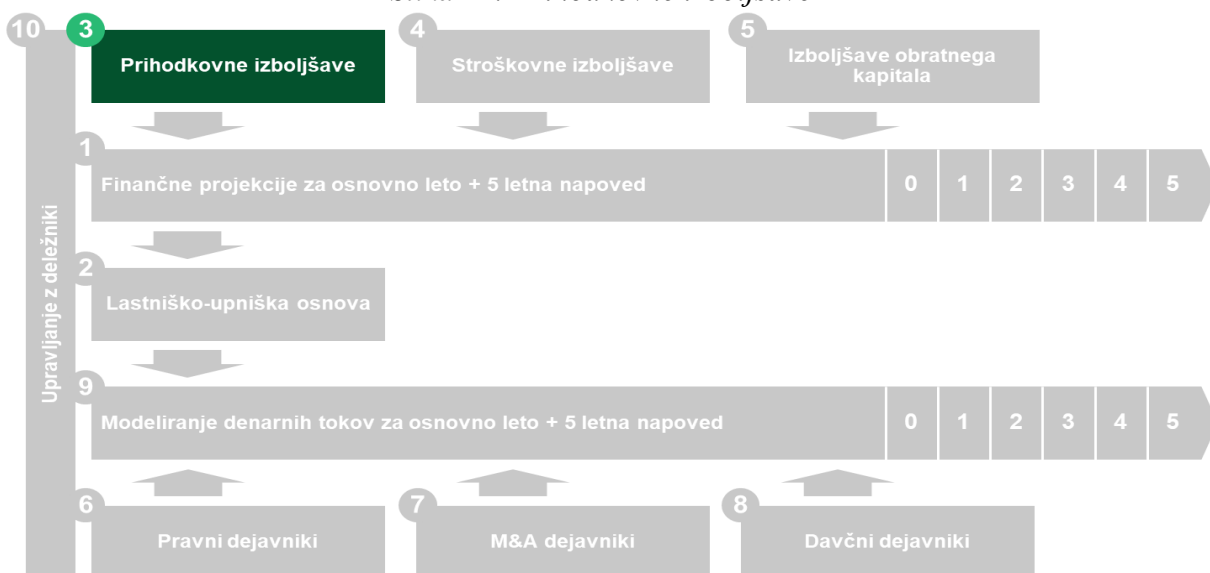 10
3
Prihodkovne izboljšave
4
Stroškovne izboljšave
5
Izboljšave obratnega
kapitala
1
Finančne projekcije za osnovno leto + 5 letna napoved
0 1 2 3 4 5
Upravljanje z deležniki
2
Lastniško-upniška osnova
9
Modeliranje denarnih tokov za osnovno leto + 5 letna napoved
0 1 2 3 4 5
6
Pravni dejavniki
7
M&A dejavniki
8
Davčni dejavniki